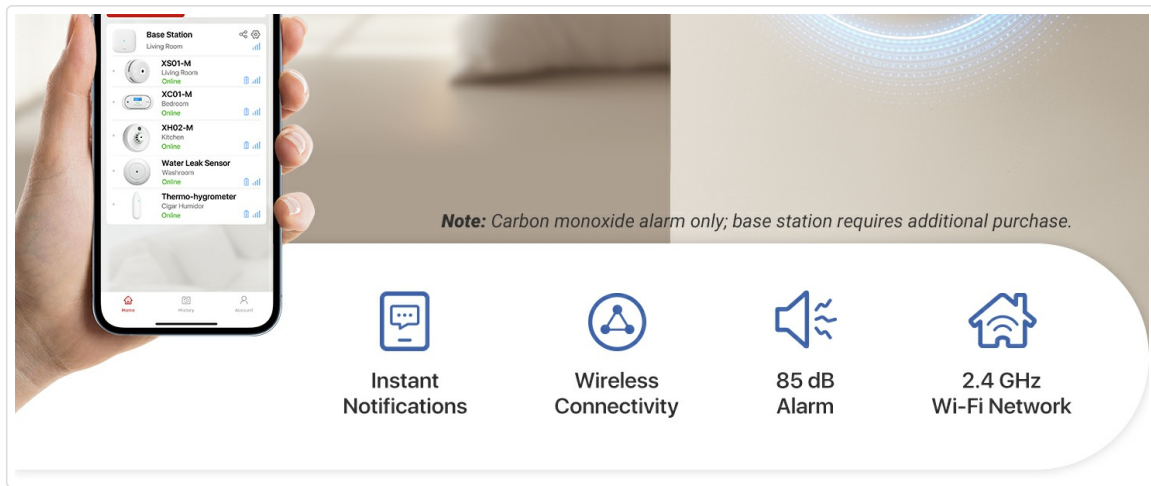 Base Station
Living Room
XS01-M
Living Room
Online
XC01-M
Bedroom
Online
XH02-M
Kitchen
Online
Water Leak Sensor
Washroom
Online
Thermo-hygrometer
Cigar Humidor
Online
Home
History
Account
Note: Carbon monoxide alarm only; base station requires additional purchase.
Instant
Notifications
Wireless
Connectivity
85 dB
Alarm
2.4 GHz
Wi-Fi Network